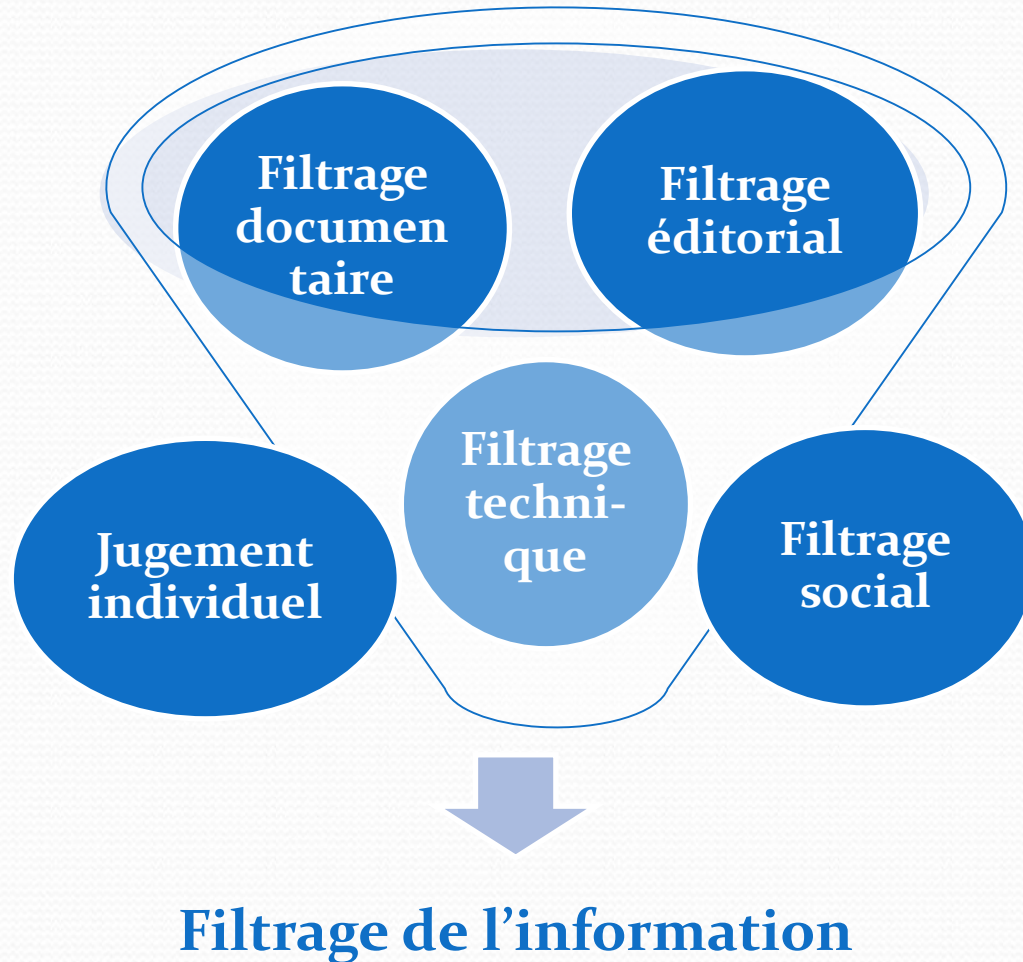 Filtrage
documen
taire
Filtrage
éditorial
Filtrage
techni-
que
Jugement
individuel
Filtrage
social
Filtrage de l’information